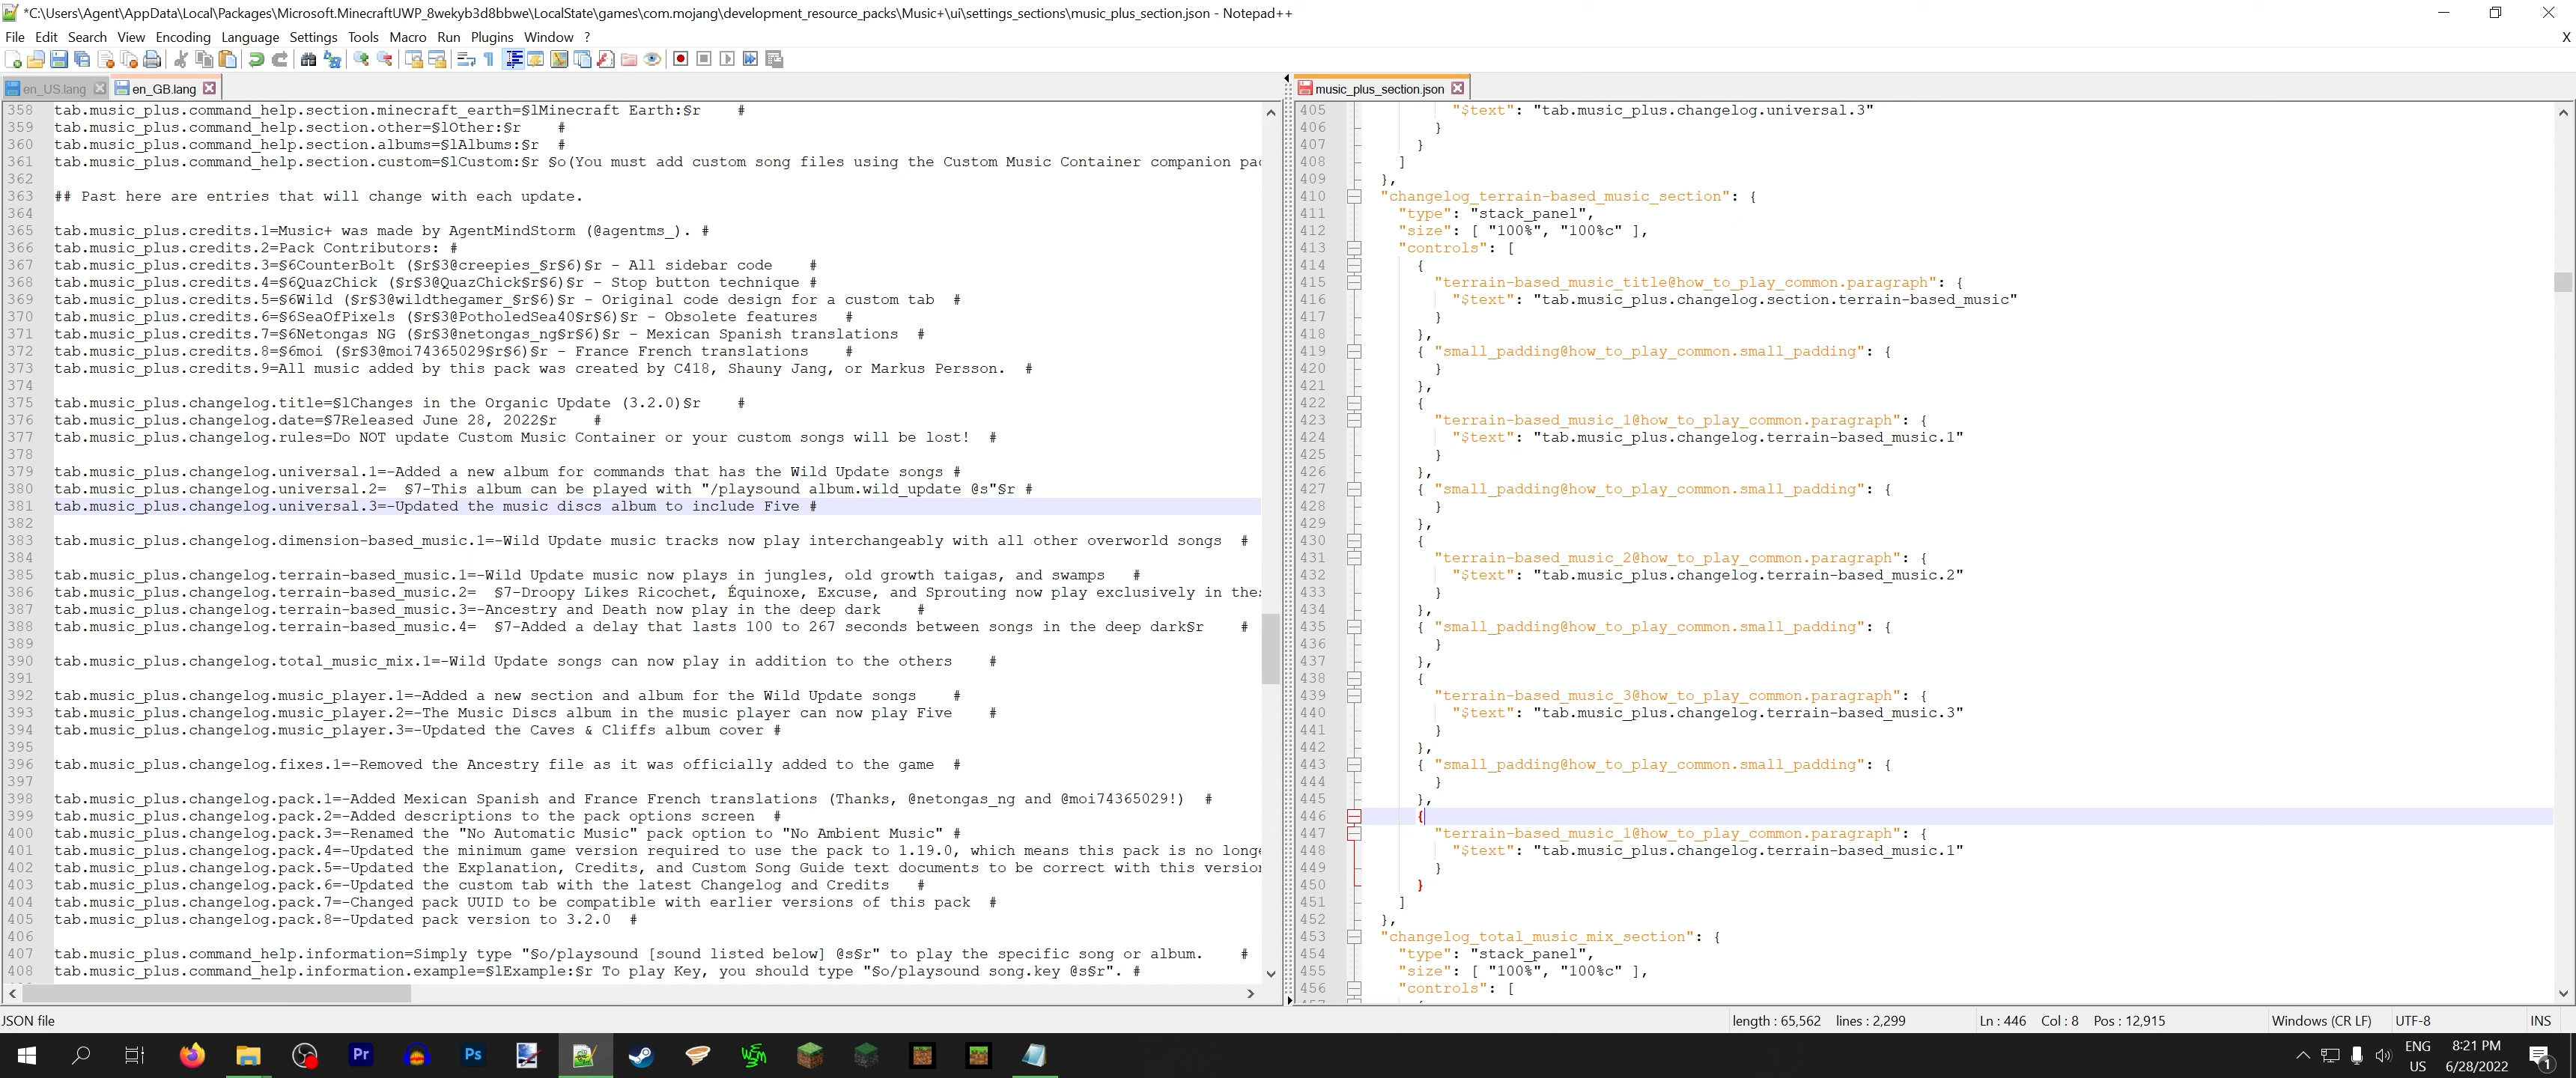 *C:\Users\Agent\AppData\Local\Packages\Microsoft.MinecraftUWP_8wekyb3d8bbwe\LocalState\games\com.mojang\development_resource_packs\Music+\ui\settings_sections\music_plus_section.json - Notepad++
File Edit Search View Encoding Language Settings Tools Macro Run Plugins Window ? X
en_US.lang en_GB.lang
358 tab.music_plus.command_help.section.minecraft_earth=§lMinecraft Earth:§r #
359 tab.music_plus.command_help.section.other=§lOther:§r #
360 tab.music_plus.command_help.section.albums=§lAlbums:§r #
361 tab.music_plus.command_help.section.custom=§lCustom:§r §o(You must add custom song files using the Custom Music Container companion pa
362
363 ## Past here are entries that will change with each update.
364
365 tab.music_plus.credits.1=Music+ was made by AgentMindStorm (@agentms_). #
366 tab.music_plus.credits.2=Pack Contributors: #
367 tab.music_plus.credits.3=§6CounterBolt (§r§3@creepies_§r§6)§r - All sidebar code #
368 tab.music_plus.credits.4=§6QuazChick (§r§3@QuazChick§r§6)§r - Stop button technique #
369 tab.music_plus.credits.5=§6Wild (§r§3@wildthegamer_§r§6)§r - Original code design for a custom tab #
370 tab.music_plus.credits.6=§6SeaOfPixels (§r§3@PotholedSea40§r§6)§r - Obsolete features #
371 tab.music_plus.credits.7=§6Netongas NG (§r§3@netongas_ng§r§6)§r - Mexican Spanish translations #
372 tab.music_plus.credits.8=§6moi (§r§3@moi74365029§r§6)§r - France French translations #
373 tab.music_plus.credits.9=All music added by this pack was created by C418, Shauny Jang, or Markus Persson. #
374
375 tab.music_plus.changelog.title=§lChanges in the Organic Update (3.2.0)§r #
376 tab.music_plus.changelog.date=§7Released June 28, 2022§r #
377 tab.music_plus.changelog.rules=Do NOT update Custom Music Container or your custom songs will be lost! #
378
379 tab.music_plus.changelog.universal.1=-Added a new album for commands that has the Wild Update songs #
380 tab.music_plus.changelog.universal.2= §7-This album can be played with "/playsound album.wild_update @s"§r #
381 tab.music_plus.changelog.universal.3=-Updated the music discs album to include Five #
382
383 tab.music_plus.changelog.dimension-based_music.1=-Wild Update music tracks now play interchangeably with all other overworld songs #
384
385 tab.music_plus.changelog.terrain-based_music.1=-Wild Update music now plays in jungles, old growth taigas, and swamps #
386 tab.music_plus.changelog.terrain-based_music.2= §7-Droopy Likes Ricochet, Équinoxe, Excuse, and Sprouting now play exclusively in the
387 tab.music_plus.changelog.terrain-based_music.3=-Ancestry and Death now play in the deep dark #
388 tab.music_plus.changelog.terrain-based_music.4= §7-Added a delay that lasts 100 to 267 seconds between songs in the deep dark§r #
389
390 tab.music_plus.changelog.total_music_mix.1=-Wild Update songs can now play in addition to the others #
391
392 tab.music_plus.changelog.music_player.1=-Added a new section and album for the Wild Update songs #
393 tab.music_plus.changelog.music_player.2=-The Music Discs album in the music player can now play Five #
394 tab.music_plus.changelog.music_player.3=-Updated the Caves & Cliffs album cover #
395
396 tab.music_plus.changelog.fixes.1=-Removed the Ancestry file as it was officially added to the game #
397
398 tab.music_plus.changelog.pack.1=-Added Mexican Spanish and France French translations (Thanks, @netongas_ng and @moi74365029!) #
399 tab.music_plus.changelog.pack.2=-Added descriptions to the pack options screen #
400 tab.music_plus.changelog.pack.3=-Renamed the "No Automatic Music" pack option to "No Ambient Music" #
401 tab.music_plus.changelog.pack.4=-Updated the minimum game version required to use the pack to 1.19.0, which means this pack is no long
402 tab.music_plus.changelog.pack.5=-Updated the Explanation, Credits, and Custom Song Guide text documents to be correct with this versio
403 tab.music_plus.changelog.pack.6=-Updated the custom tab with the latest Changelog and Credits #
404 tab.music_plus.changelog.pack.7=-Changed pack UUID to be compatible with earlier versions of this pack #
405 tab.music_plus.changelog.pack.8=-Updated pack version to 3.2.0 #
406
407 tab.music_plus.command_help.information=Simply type "§o/playsound [sound listed below] @s§r" to play the specific song or album. #
408 tab.music_plus.command_help.information.example=§lExample:§r To play Key, you should type "§o/playsound song.key @s§r". #
music_plus_section.json
405 "$text": "tab.music_plus.changelog.universal.3"
406 }
407 }
408 ]
409 },
410 "changelog_terrain-based_music_section": {
411 "type": "stack_panel",
412 "size": [ "100%", "100%c" ],
413 "controls": [
414 {
415 "terrain-based_music_title@how_to_play_common.paragraph": {
416 "$text": "tab.music_plus.changelog.section.terrain-based_music"
417 }
418 },
419 { "small_padding@how_to_play_common.small_padding": {
420 }
421 },
422 {
423 "terrain-based_music_1@how_to_play_common.paragraph": {
424 "$text": "tab.music_plus.changelog.terrain-based_music.1"
425 }
426 },
427 { "small_padding@how_to_play_common.small_padding": {
428 }
429 },
430 {
431 "terrain-based_music_2@how_to_play_common.paragraph": {
432 "$text": "tab.music_plus.changelog.terrain-based_music.2"
433 }
434 },
435 { "small_padding@how_to_play_common.small_padding": {
436 }
437 },
438 {
439 "terrain-based_music_3@how_to_play_common.paragraph": {
440 "$text": "tab.music_plus.changelog.terrain-based_music.3"
441 }
442 },
443 { "small_padding@how_to_play_common.small_padding": {
444 }
445 },
446 {
447 "terrain-based_music_1@how_to_play_common.paragraph": {
448 "$text": "tab.music_plus.changelog.terrain-based_music.1"
449 }
450 }
451 ]
452 },
453 "changelog_total_music_mix_section": {
454 "type": "stack_panel",
455 "size": [ "100%", "100%c" ],
456 "controls": [
JSON file length : 65,562 lines : 2,299 Ln : 446 Col : 8 Pos : 12,915 Windows (CR LF) UTF-8 INS
Pr Ps
ENG US
8:21 PM
6/28/2022
1